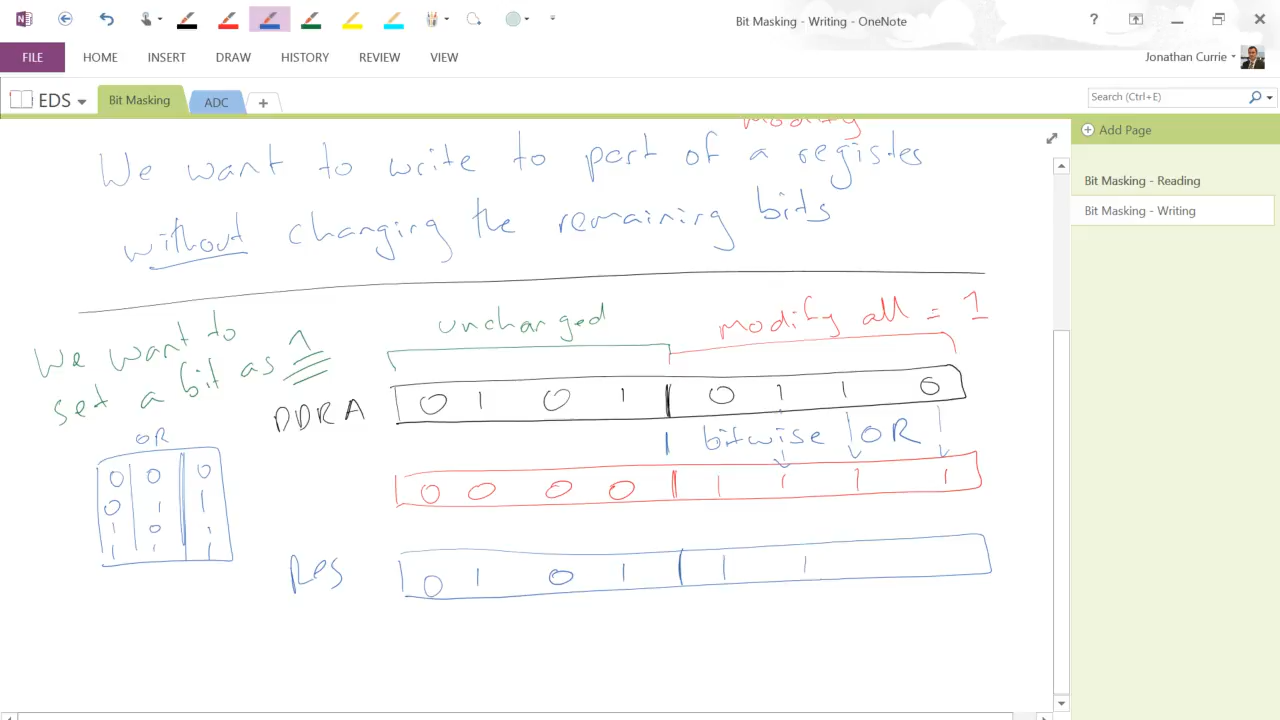 Bit Masking - Writing - OneNote
?
FILE HOME INSERT DRAW HISTORY REVIEW VIEW
Jonathan Currie
EDS Bit Masking ADC +
Search (Ctrl+E)
Add Page
Bit Masking - Reading
Bit Masking - Writing
modify
We want to write to part of a register
without changing the remaining bits
We want to
set a bit as 1
unchanged modify all = 1
DDRA 0 1 0 1 0 1 1 0
bitwise OR
0 0 0 0 1 1 1 1
Res 0 1 0 1 1 1
OR
0 0 0
0 1 1
1 0 1
1 1 1